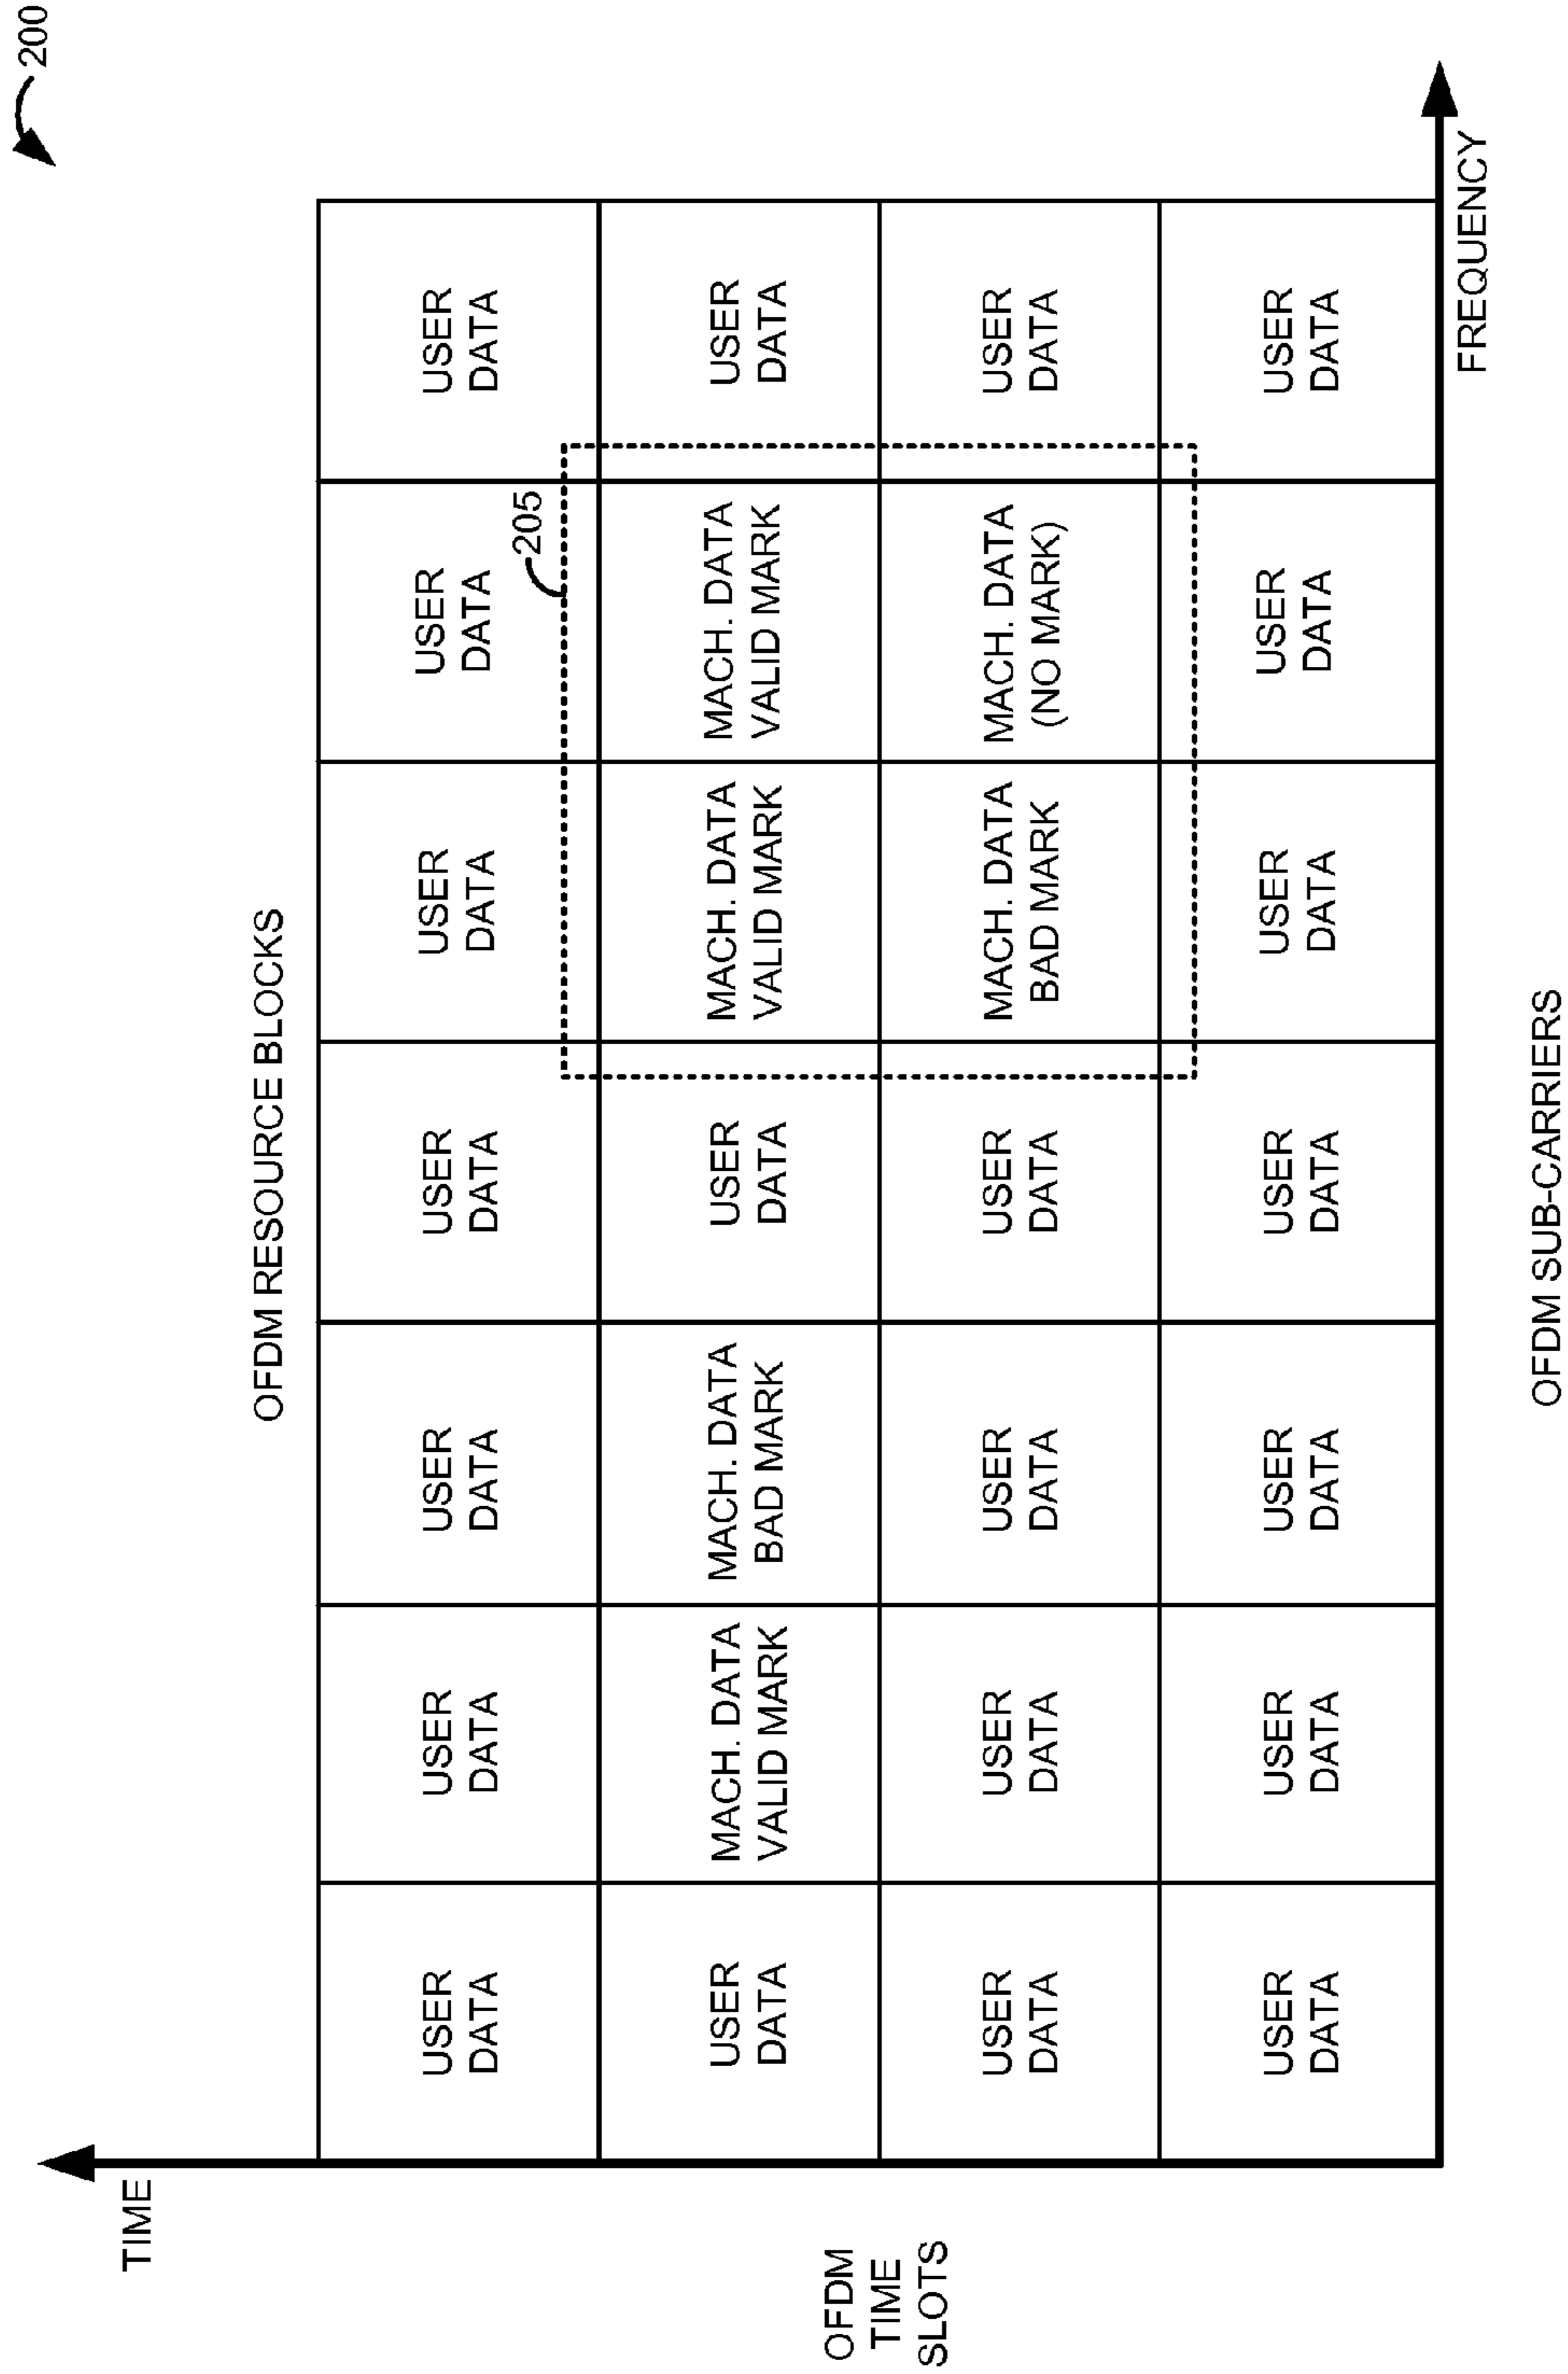 200
TIME
OFDM RESOURCE BLOCKS
USER
DATA
USER
DATA
USER
DATA
USER
DATA
USER
DATA
USER
DATA
USER
DATA
205
USER
DATA
MACH. DATA
VALID MARK
MACH. DATA
BAD MARK
USER
DATA
MACH. DATA
VALID MARK
MACH. DATA
VALID MARK
USER
DATA
OFDM
TIME
SLOTS
USER
DATA
USER
DATA
USER
DATA
USER
DATA
MACH. DATA
BAD MARK
MACH. DATA
(NO MARK)
USER
DATA
USER
DATA
USER
DATA
USER
DATA
USER
DATA
USER
DATA
USER
DATA
USER
DATA
FREQUENCY
OFDM SUB-CARRIERS